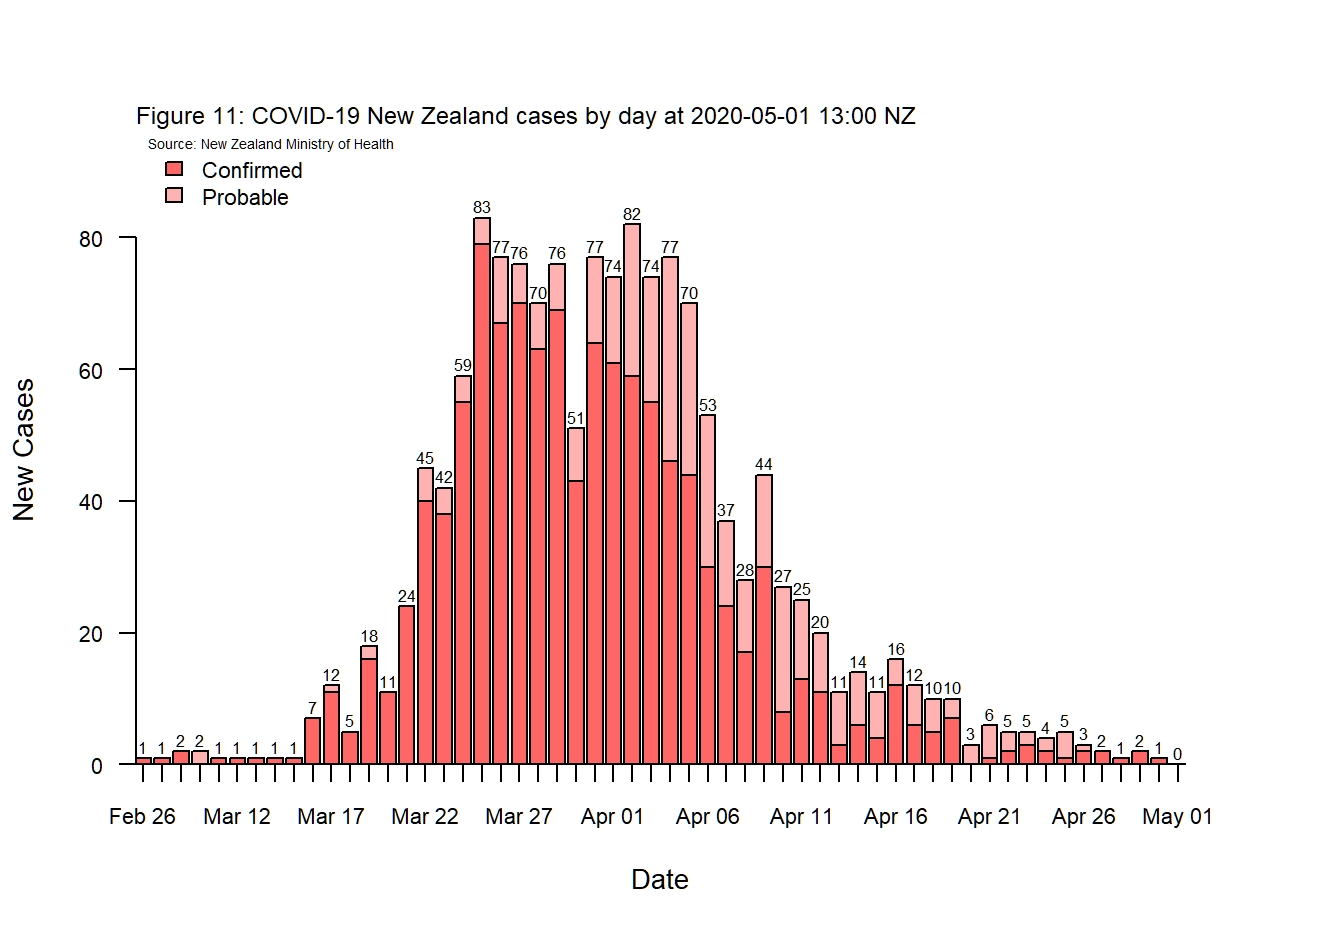 Figure 11: COVID-19 New Zealand cases by day at 2020-05-01 13:00 NZ
Source: New Zealand Ministry of Health
Confirmed
Probable
New Cases
80
60
40
20
0
1 1 2 2 1 1 1 1 1 7 12 5 18 11 24 45 42 59 83 77 76 70 76 51 77 74 82 74 77 70 53 37 28 44 27 25 20 11 14 11 16 12 10 10 3 6 5 5 4 5 3 2 1 2 1 0
Feb 26 Mar 12 Mar 17 Mar 22 Mar 27 Apr 01 Apr 06 Apr 11 Apr 16 Apr 21 Apr 26 May 01
Date